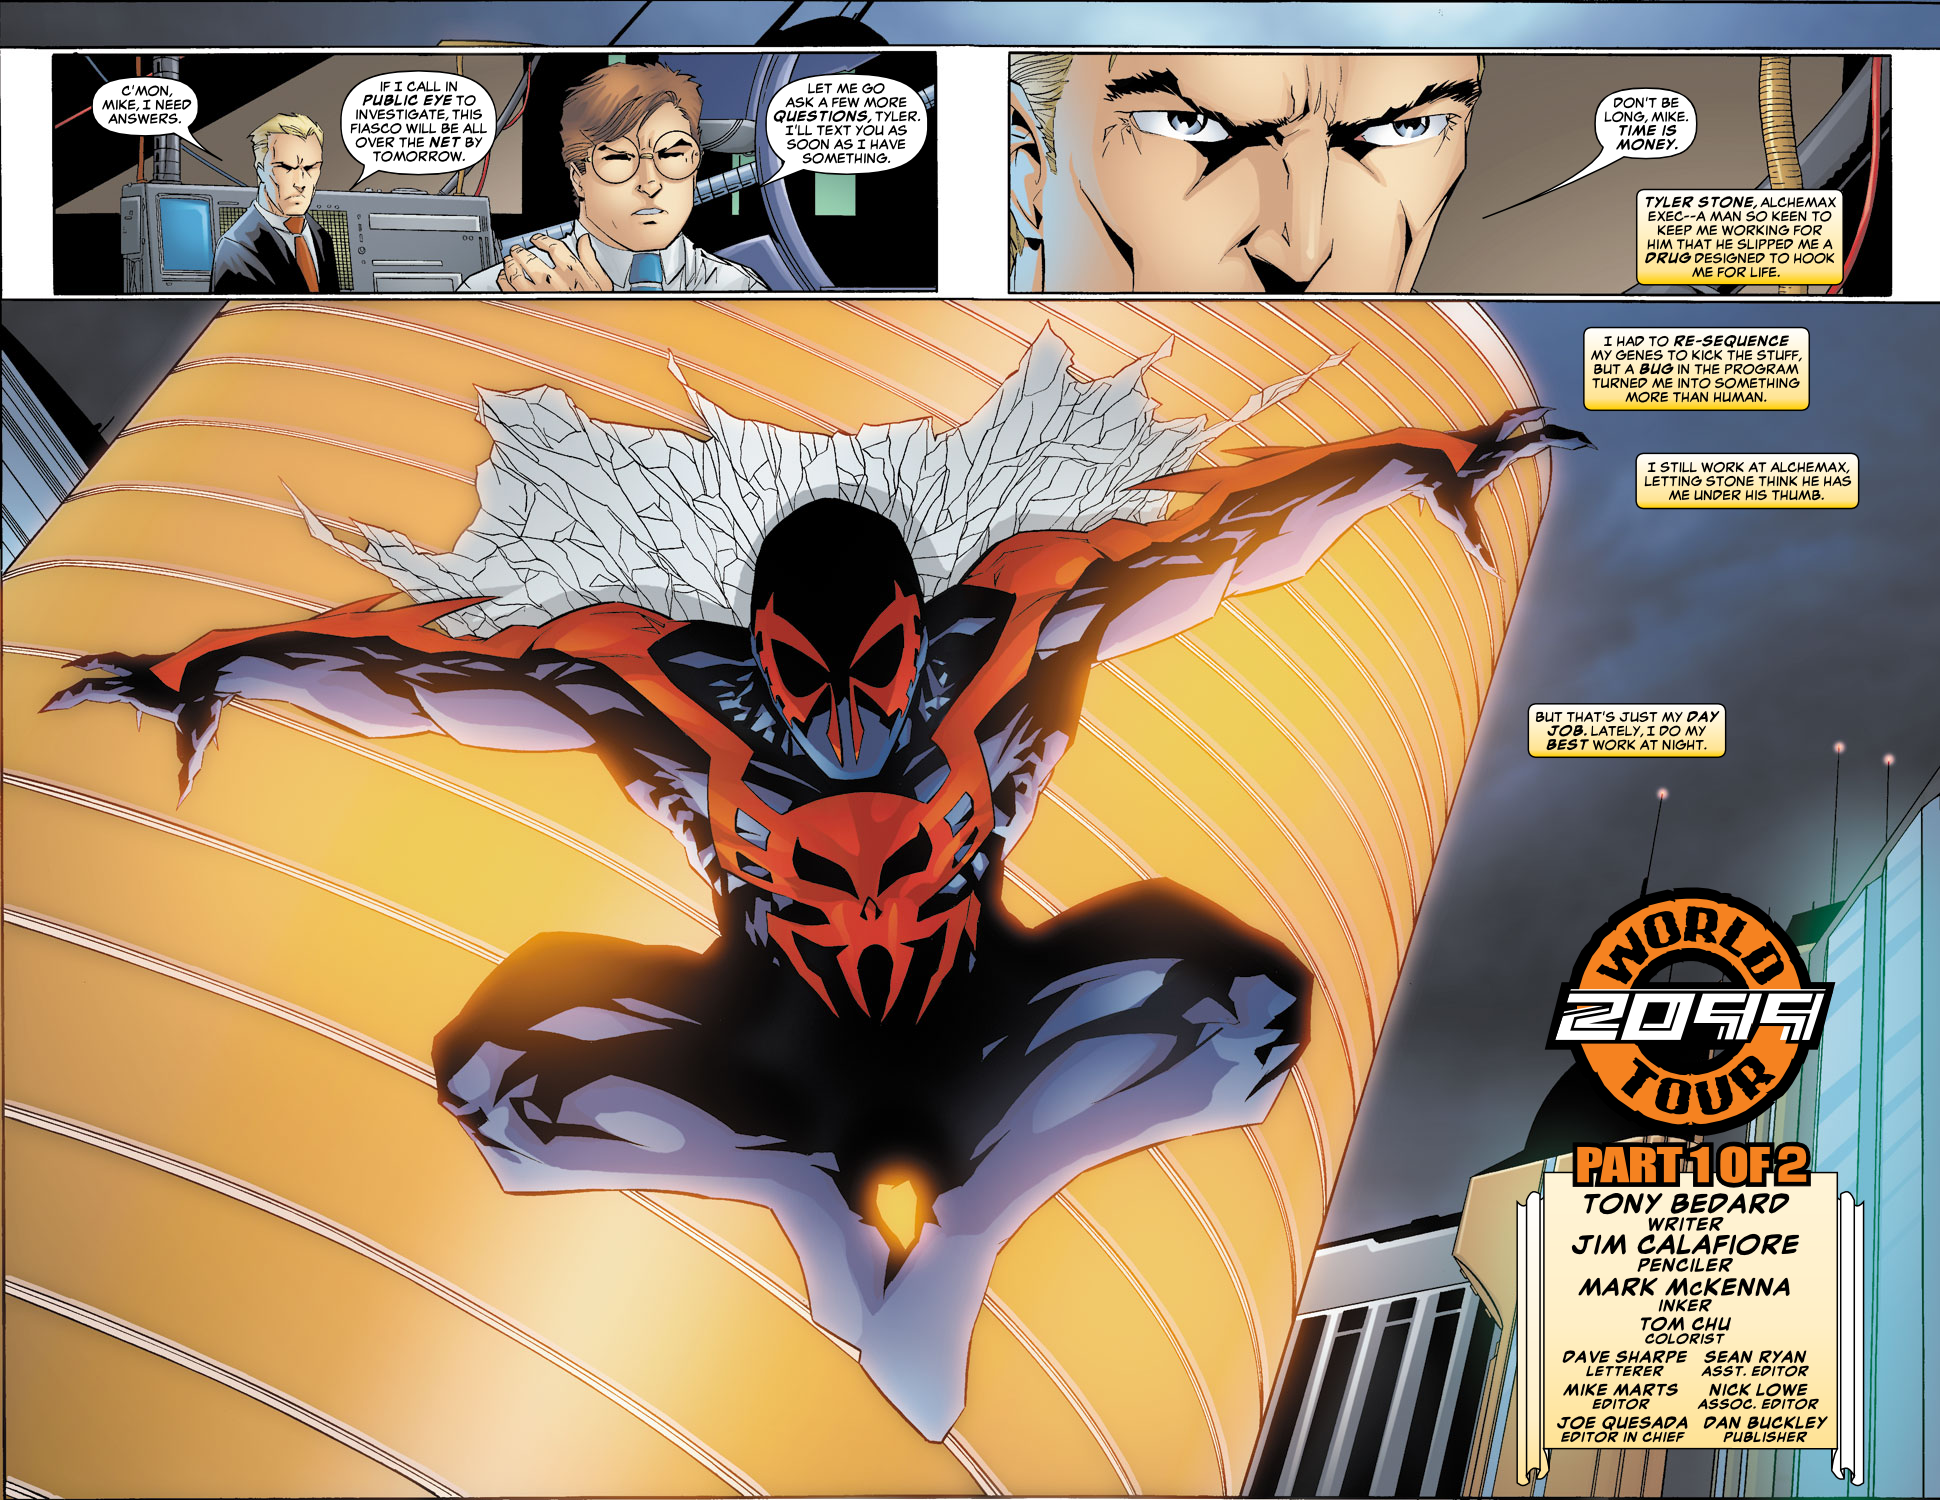 C'MON,
MIKE, I NEED
ANSWERS.
IF I CALL IN
PUBLIC EYE TO
INVESTIGATE, THIS
FIASCO WILL BE ALL
OVER THE NET BY
TOMORROW.
LET ME GO
ASK A FEW MORE
QUESTIONS, TYLER.
I'LL TEXT YOU AS
SOON AS I HAVE
SOMETHING.
DON'T BE
LONG, MIKE.
TIME IS
MONEY.
TYLER STONE, ALCHEMAX
EXEC--A MAN SO KEEN TO
KEEP ME WORKING FOR
HIM THAT HE SLIPPED ME A
DRUG DESIGNED TO HOOK
ME FOR LIFE.
I HAD TO RE-SEQUENCE
MY GENES TO KICK THE STUFF,
BUT A BUG IN THE PROGRAM
TURNED ME INTO SOMETHING
MORE THAN HUMAN.
I STILL WORK AT ALCHEMAX,
LETTING STONE THINK HE HAS
ME UNDER HIS THUMB.
BUT THAT'S JUST MY DAY
JOB. LATELY, I DO MY
BEST WORK AT NIGHT.
WORLD
2099
TOUR
PART 1 OF 2
TONY BEDARD
WRITER
JIM CALAFIORE
PENCILER
MARK McKENNA
INKER
TOM CHU
COLORIST
DAVE SHARPE SEAN RYAN
LETTERER ASST. EDITOR
MIKE MARTS NICK LOWE
EDITOR ASSOC. EDITOR
JOE QUESADA DAN BUCKLEY
EDITOR IN CHIEF PUBLISHER